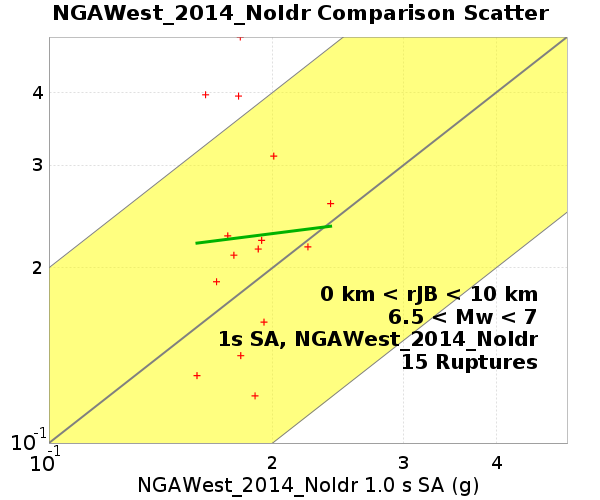 NGAWest_2014_NoIdr Comparison Scatter
4
3
2
10-1
10-1
2
3
4
0 km < rJB < 10 km
6.5 < Mw < 7
1s SA, NGAWest_2014_NoIdr
15 Ruptures
NGAWest_2014_NoIdr 1.0 s SA (g)